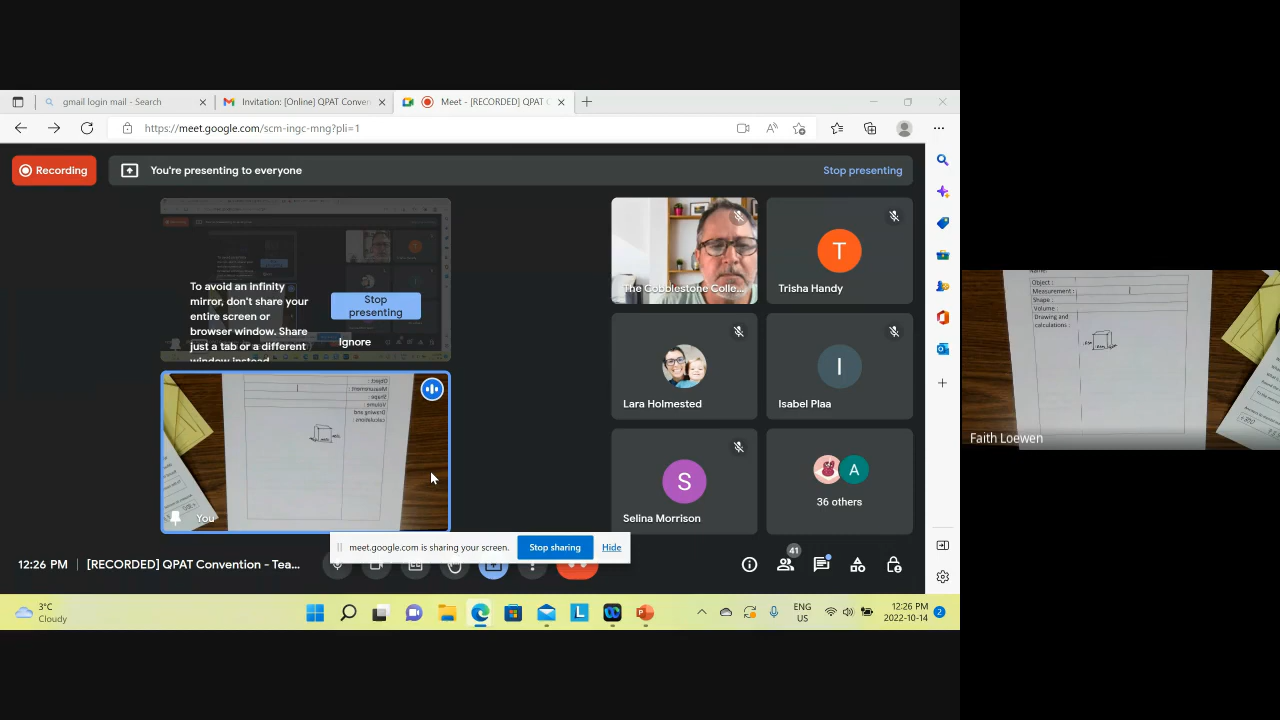 gmail login mail - Search
Invitation: [Online] QPAT Conven
Meet - [RECORDED] QPAT C
https://meet.google.com/scm-ingc-mng?pli=1
Recording
You're presenting to everyone
Stop presenting
To avoid an infinity
mirror, don't share your
entire screen or
browser window. Share
just a tab or a different
window instead.
Stop
presenting
Ignore
You
The Cobblestone Colle...
T
Trisha Handy
Lara Holmested
I
Isabel Plaa
S
Selina Morrison
A
36 others
meet.google.com is sharing your screen.
Stop sharing
Hide
12:26 PM
[RECORDED] QPAT Convention - Tea...
41
3°C
Cloudy
ENG
US
12:26 PM
2022-10-14
2
Name:
Object :
Measurement :
Shape :
Volume :
Drawing and
calculations :
Faith Loewen